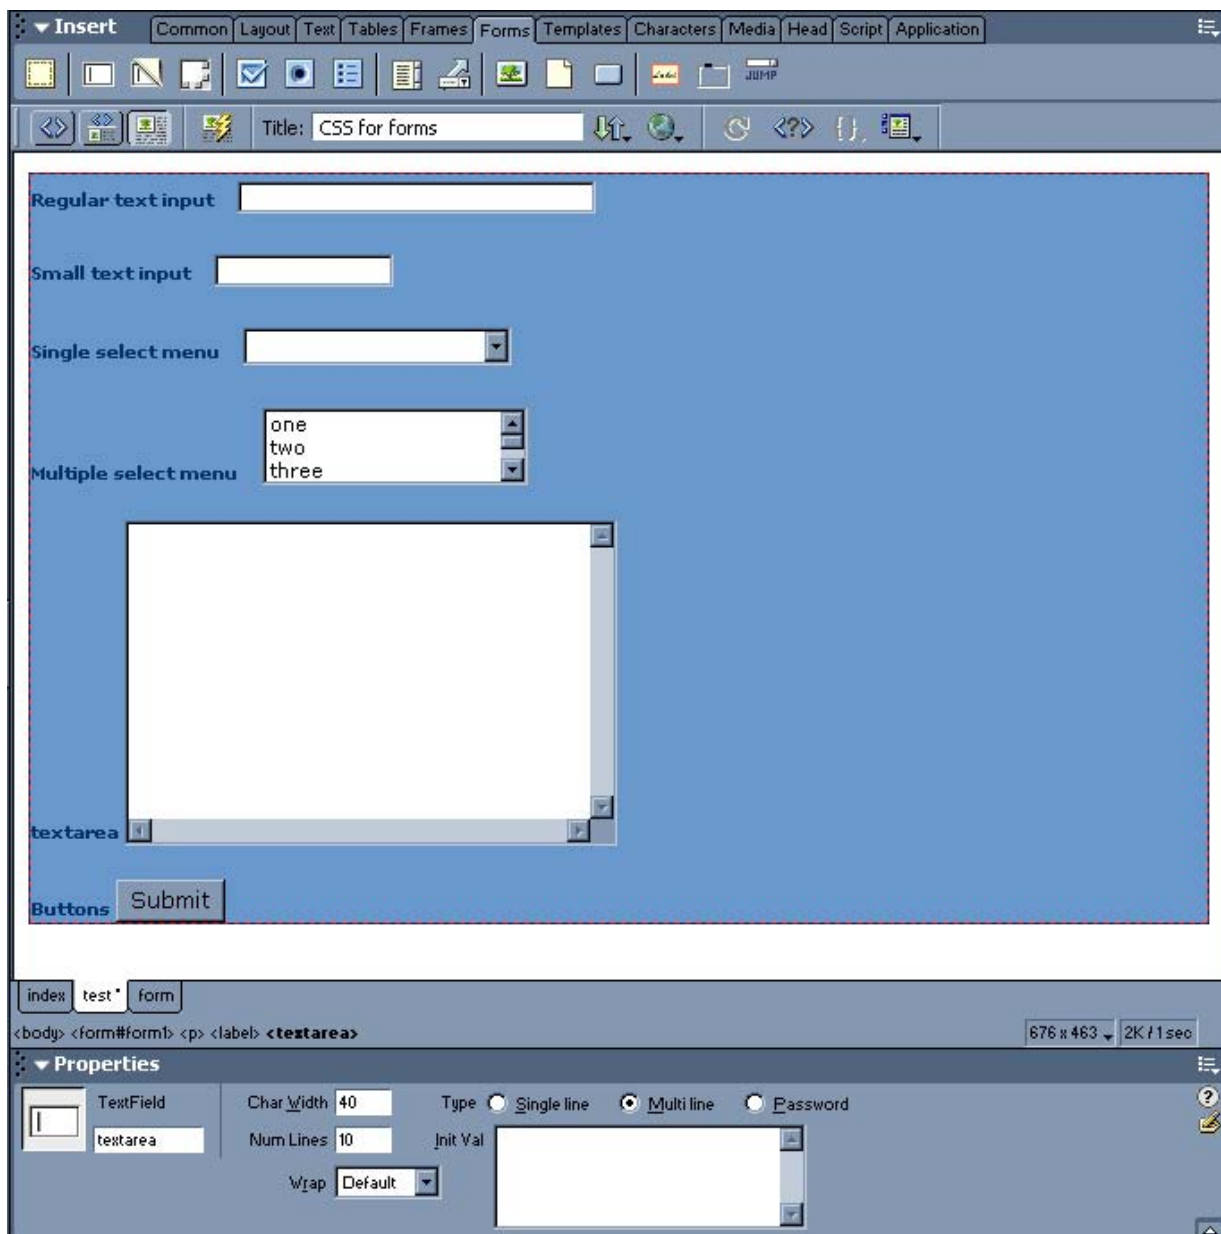 Insert Common Layout Text Tables Frames Forms Templates Characters Media Head Script Application
Label JUMP
Title: CSS for forms
Regular text input
Small text input
Single select menu
one
two
three
Multiple select menu
textarea
Buttons Submit
index test* form
<body> <form#form1> <p> <label> <textarea> 676 x 463 2K / 1 sec
Properties
TextField Char Width 40 Type Single line Multi line Password
textarea Num Lines 10 Init Val
Wrap Default